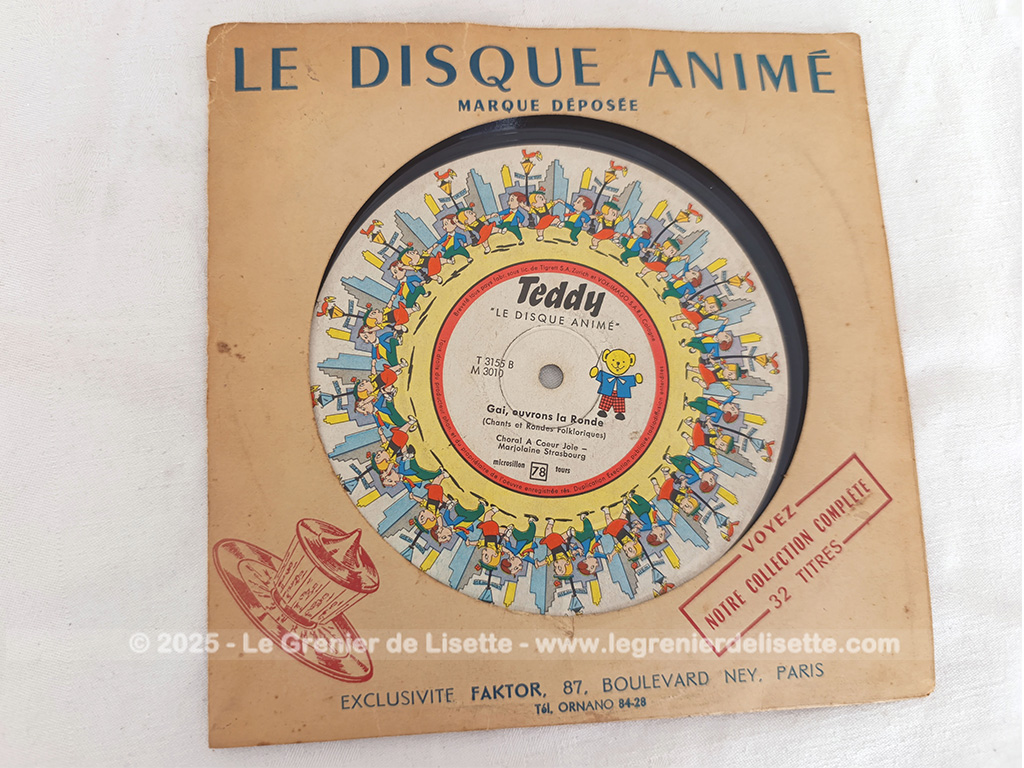 LE DISQUE ANIMÉ
MARQUE DÉPOSÉE
Teddy
"LE DISQUE ANIMÉ"
T 3155 B
M 3010
Gai, ouvrons la Ronde
(Chants et Rondes Folkloriques)
Choral A Coeur Joie –
Marjolaine Strasbourg
microsillon 78 tours
VOYEZ
NOTRE COLLECTION COMPLÈTE
32 TITRES
© 2025 - Le Grenier de Lisette - www.legrenierdelisette.com
EXCLUSIVITE FAKTOR, 87, BOULEVARD NEY. PARIS
Tél, ORNANO 84-28